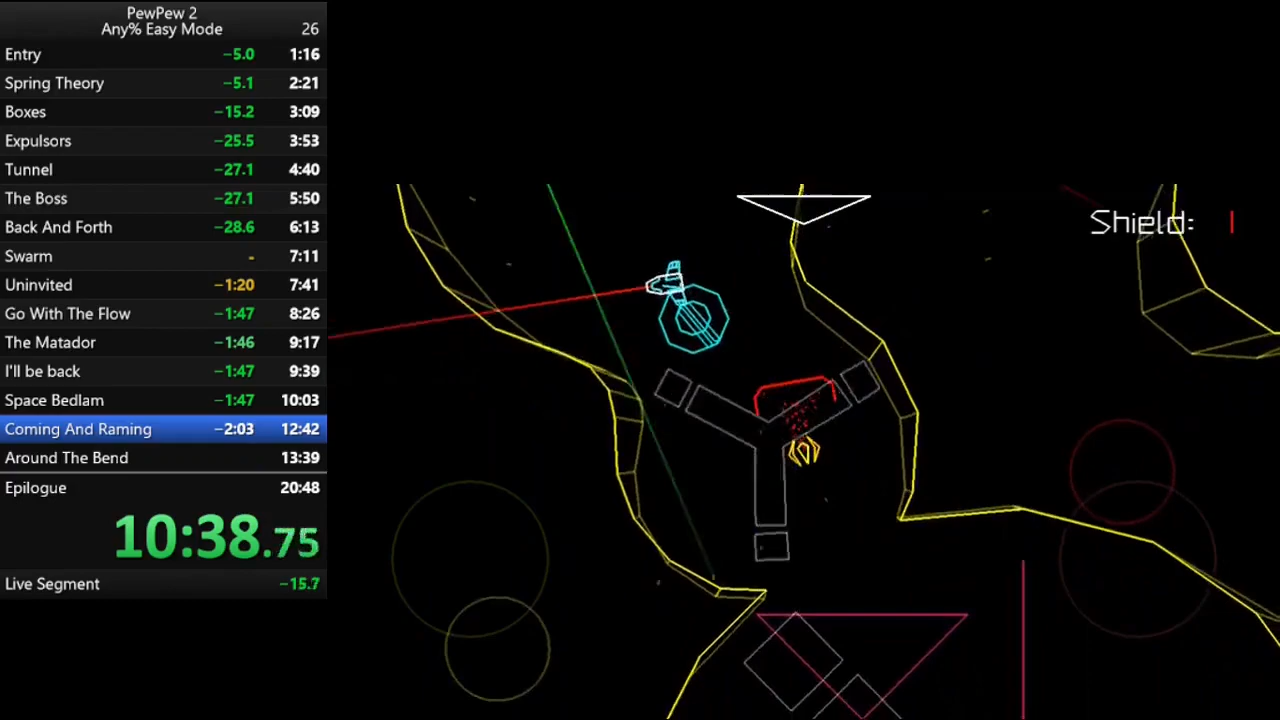 PewPew 2
Any% Easy Mode 26
Entry −5.0 1:16
Spring Theory −5.1 2:21
Boxes −15.2 3:09
Expulsors −25.5 3:53
Tunnel −27.1 4:40
The Boss −27.1 5:50
Back And Forth −28.6 6:13
Swarm - 7:11
Uninvited −1:20 7:41
Go With The Flow −1:47 8:26
The Matador −1:46 9:17
I'll be back −1:47 9:39
Space Bedlam −1:47 10:03
Coming And Raming −2:03 12:42
Around The Bend 13:39
Epilogue 20:48
10:38.75
Live Segment −15.7
Shield: I